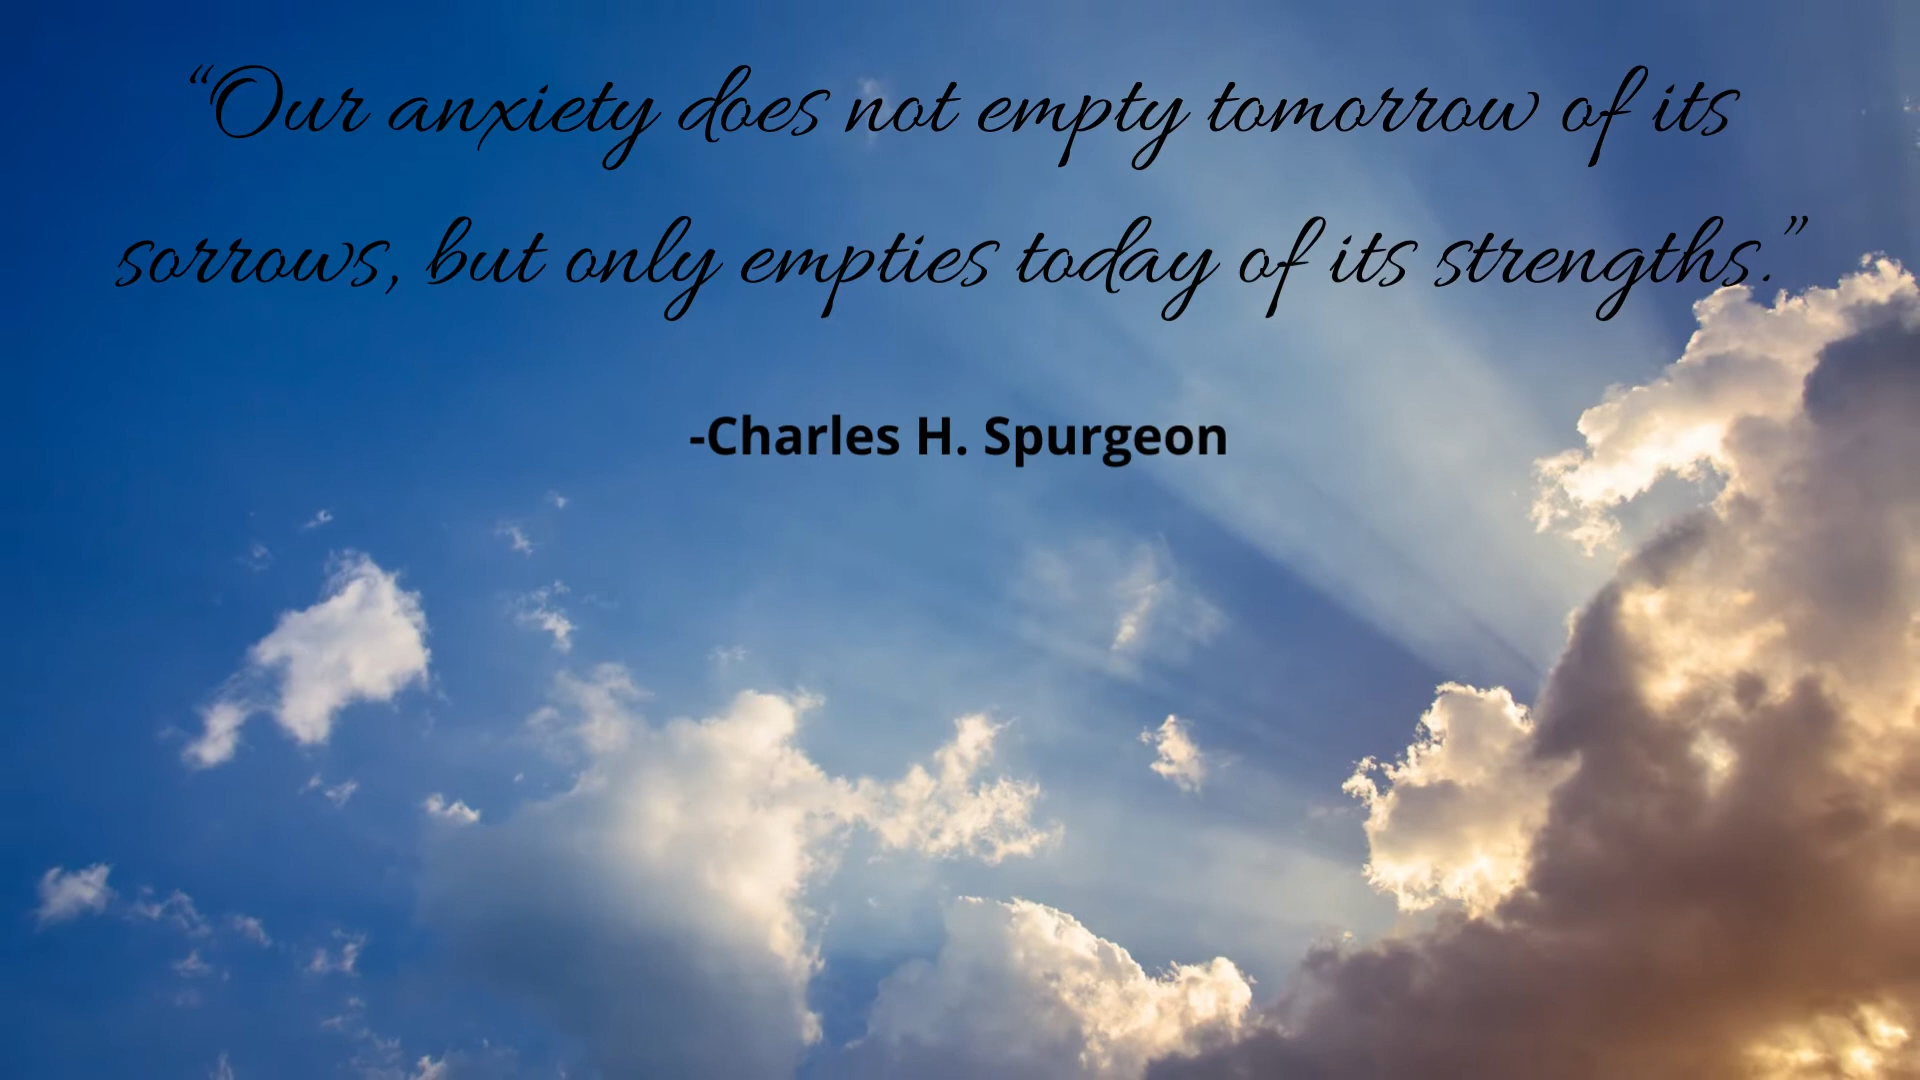 “Our anxiety does not empty tomorrow of its
sorrows, but only empties today of its strengths.”
-Charles H. Spurgeon